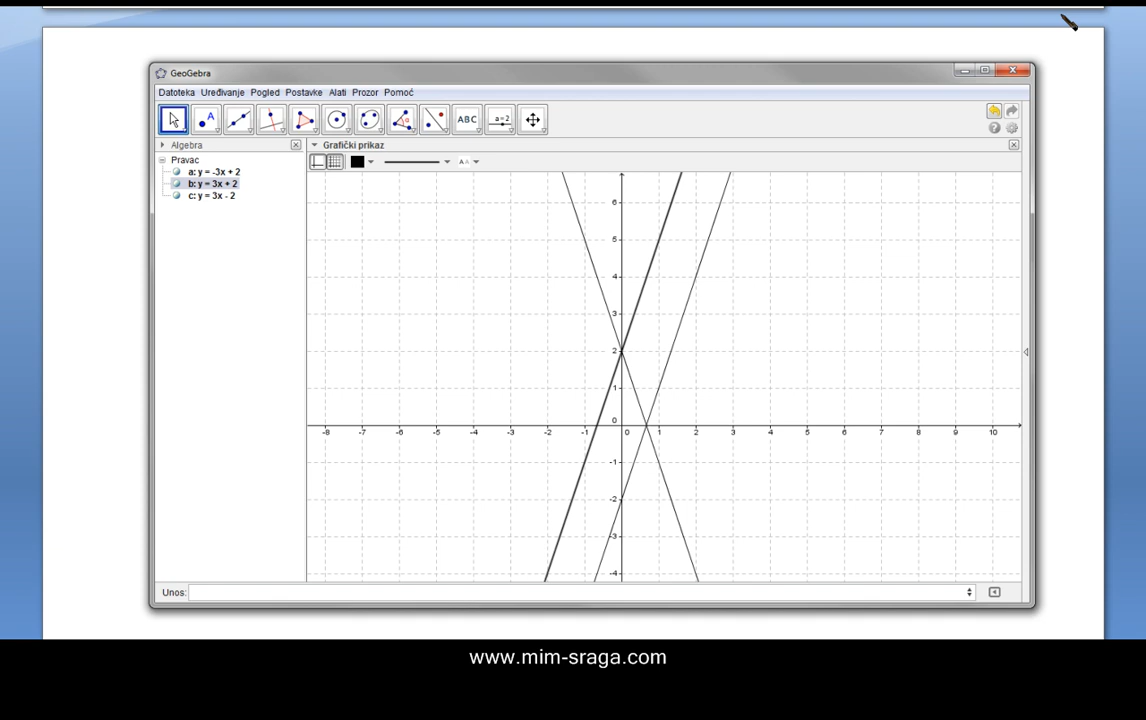 GeoGebra
Datoteka Uređivanje Pogled Postavke Alati Prozor Pomoć
A ABC a=2
Algebra
Grafički prikaz
A A
Pravac
a: y = -3x + 2
b: y = 3x + 2
c: y = 3x - 2
6
5
4
3
2
1
0
-8 -7 -6 -5 -4 -3 -2 -1 0 1 2 3 4 5 6 7 8 9 10
-1
-2
-3
-4
Unos:
www.mim-sraga.com